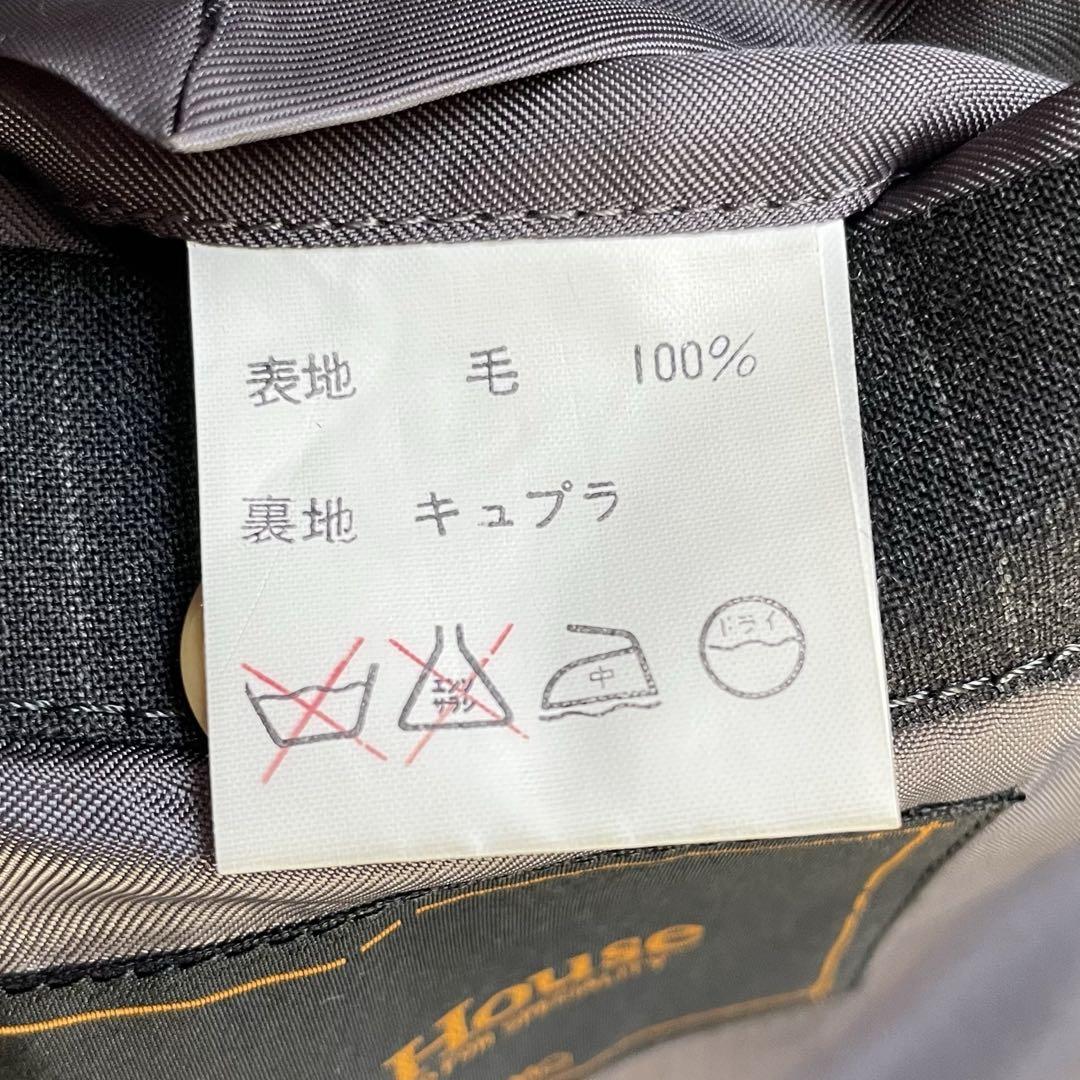 表地 毛 100%
裏地 キュプラ
エンソ
サラシ
中
ドライ
House